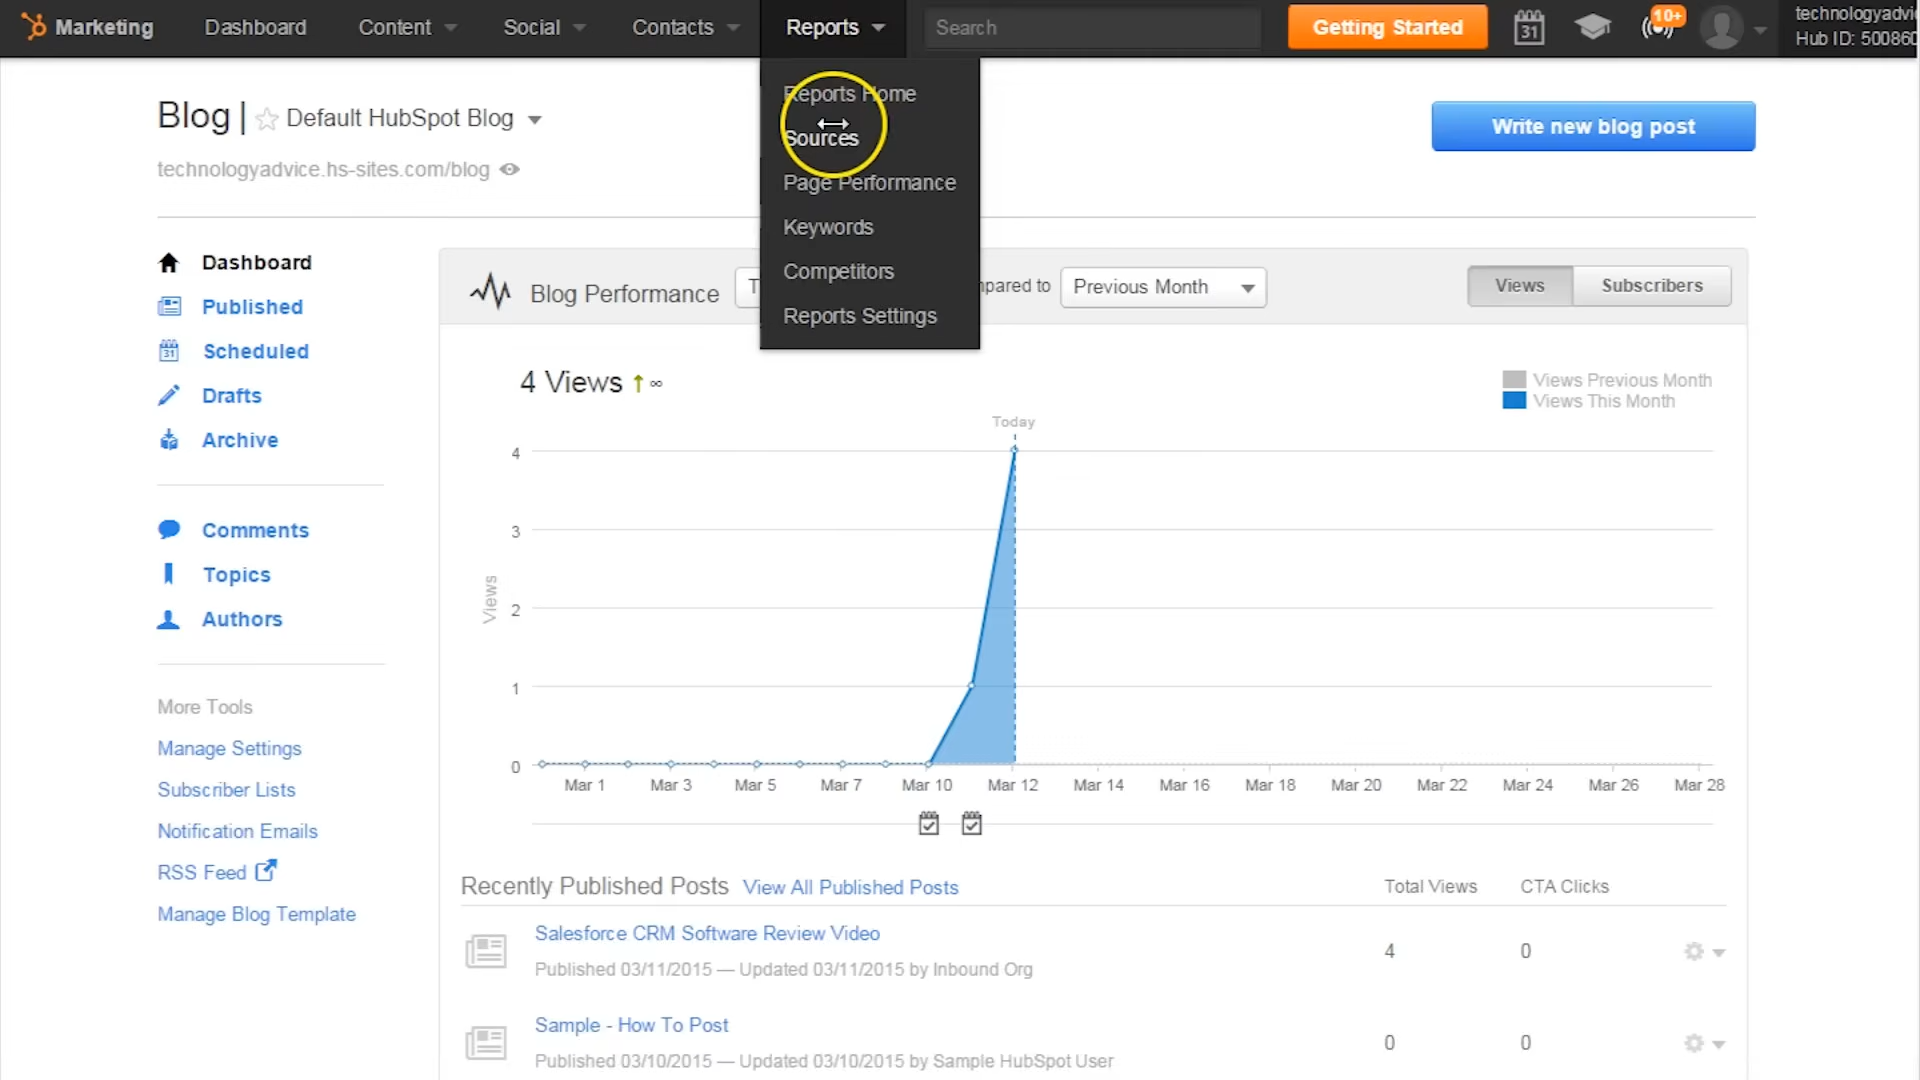 Marketing
Dashboard
Content
Social
Contacts
Reports
Search
Getting Started
31
10+
technologyadvic
Hub ID: 500860
Reports Home
Sources
Page Performance
Keywords
Competitors
Reports Settings
Blog | Default HubSpot Blog
technologyadvice.hs-sites.com/blog
Write new blog post
Dashboard
Published
Scheduled
Drafts
Archive
Comments
Topics
Authors
More Tools
Manage Settings
Subscriber Lists
Notification Emails
RSS Feed
Manage Blog Template
Blog Performance
T
mpared to
Previous Month
Views
Subscribers
4 Views ↑ ∞
Views Previous Month
Views This Month
Today
Views
4
3
2
1
0
Mar 1 Mar 3 Mar 5 Mar 7 Mar 10 Mar 12 Mar 14 Mar 16 Mar 18 Mar 20 Mar 22 Mar 24 Mar 26 Mar 28
Recently Published Posts View All Published Posts Total Views CTA Clicks
Salesforce CRM Software Review Video
Published 03/11/2015 — Updated 03/11/2015 by Inbound Org
4 0
Sample - How To Post
Published 03/10/2015 — Updated 03/10/2015 by Sample HubSpot User
0 0